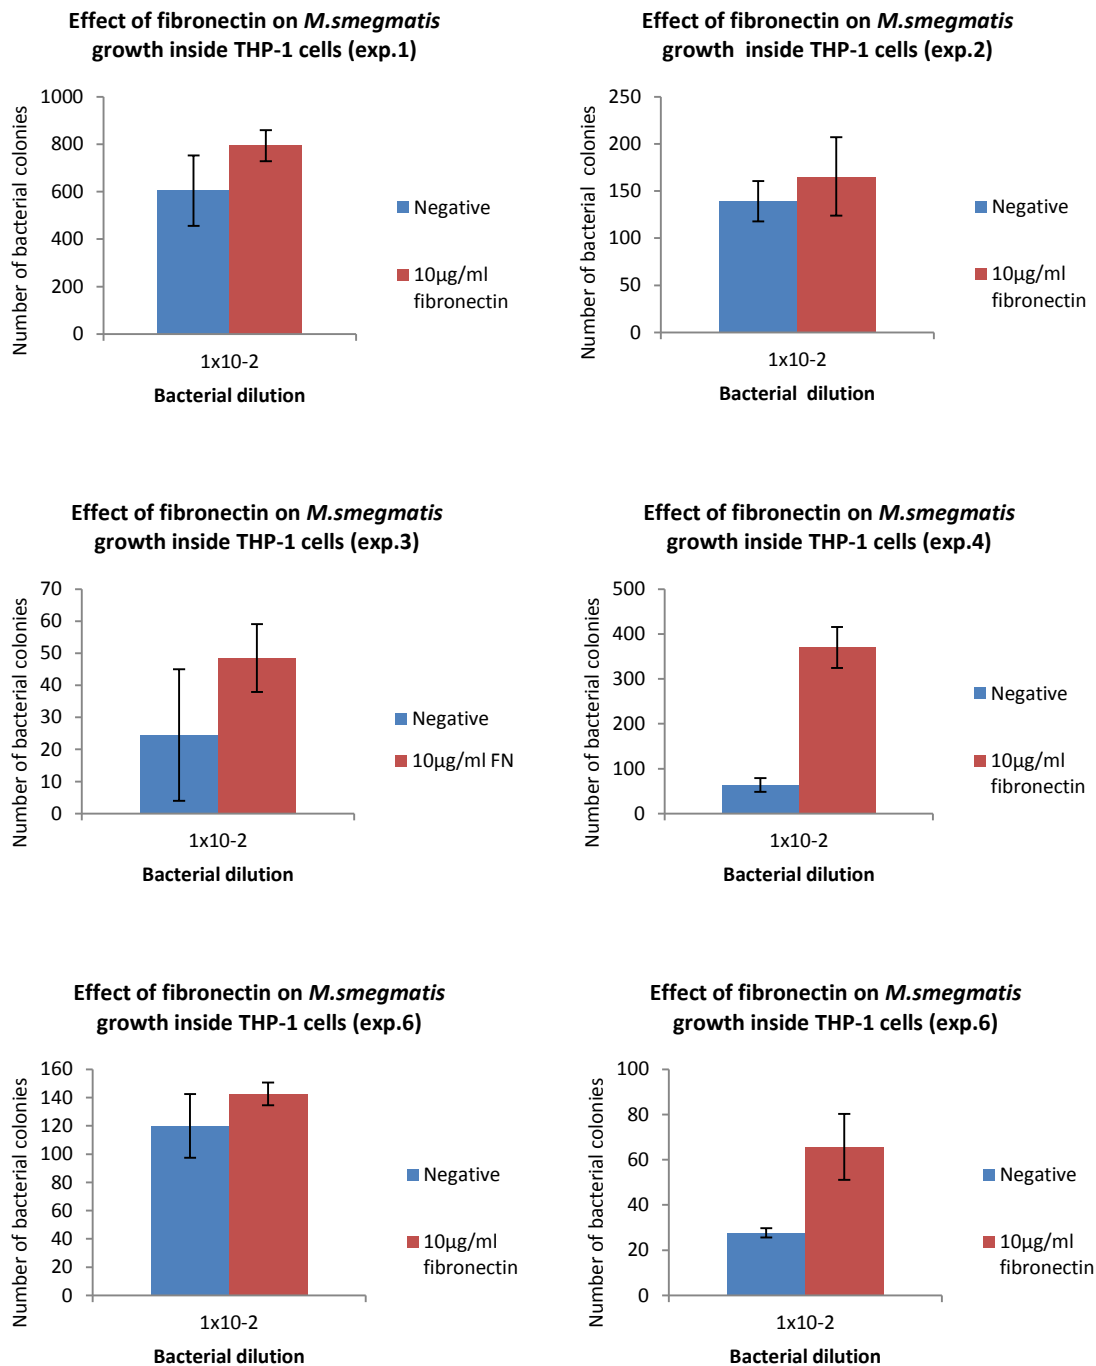 Effect of fibronectin on M.smegmatis
growth inside THP-1 cells (exp.1)
Number of bacterial colonies
1000
800
600
400
200
0
1x10-2
Bacterial dilution
Negative
10µg/ml
fibronectin
Effect of fibronectin on M.smegmatis
growth  inside THP-1 cells (exp.2)
Number of bacterial  colonies
250
200
150
100
50
0
1x10-2
Bacterial  dilution
Negative
10µg/ml
fibronectin
Effect of fibronectin on M.smegmatis
growth inside THP-1 cells (exp.3)
Number of bacterial colonies
70
60
50
40
30
20
10
0
1x10-2
Bacterial dilution
Negative
10µg/ml FN
Effect of fibronectin on M.smegmatis
growth inside THP-1 cells (exp.4)
Number of bacterial colonies
500
400
300
200
100
0
1x10-2
Bacterial dilution
Negative
10µg/ml
fibronectin
Effect of fibronectin on M.smegmatis
growth inside THP-1 cells (exp.6)
Number of bacterial colonies
160
140
120
100
80
60
40
20
0
1x10-2
Bacterial dilution
Negative
10µg/ml
fibronectin
Effect of fibronectin on M.smegmatis
growth inside THP-1 cells (exp.6)
Number of bacterial colonies
100
80
60
40
20
0
1x10-2
Bacterial dilution
Negative
10µg/ml
fibronectin